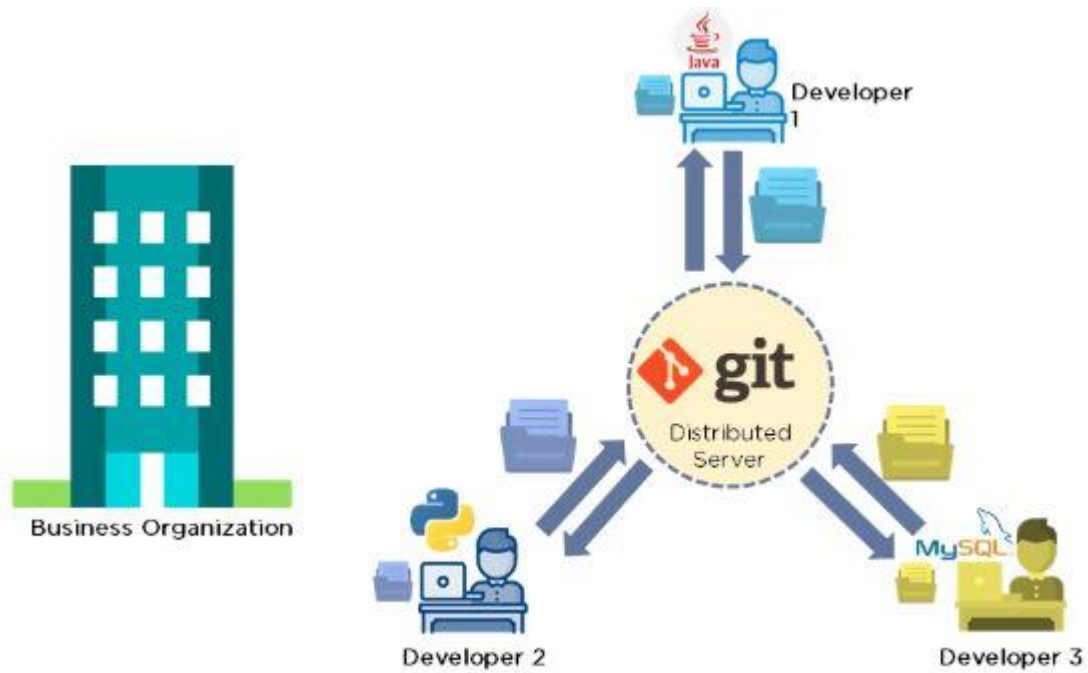 Java
Developer
1
git
Distributed
Server
Business Organization
MySQL
Developer 2
Developer 3